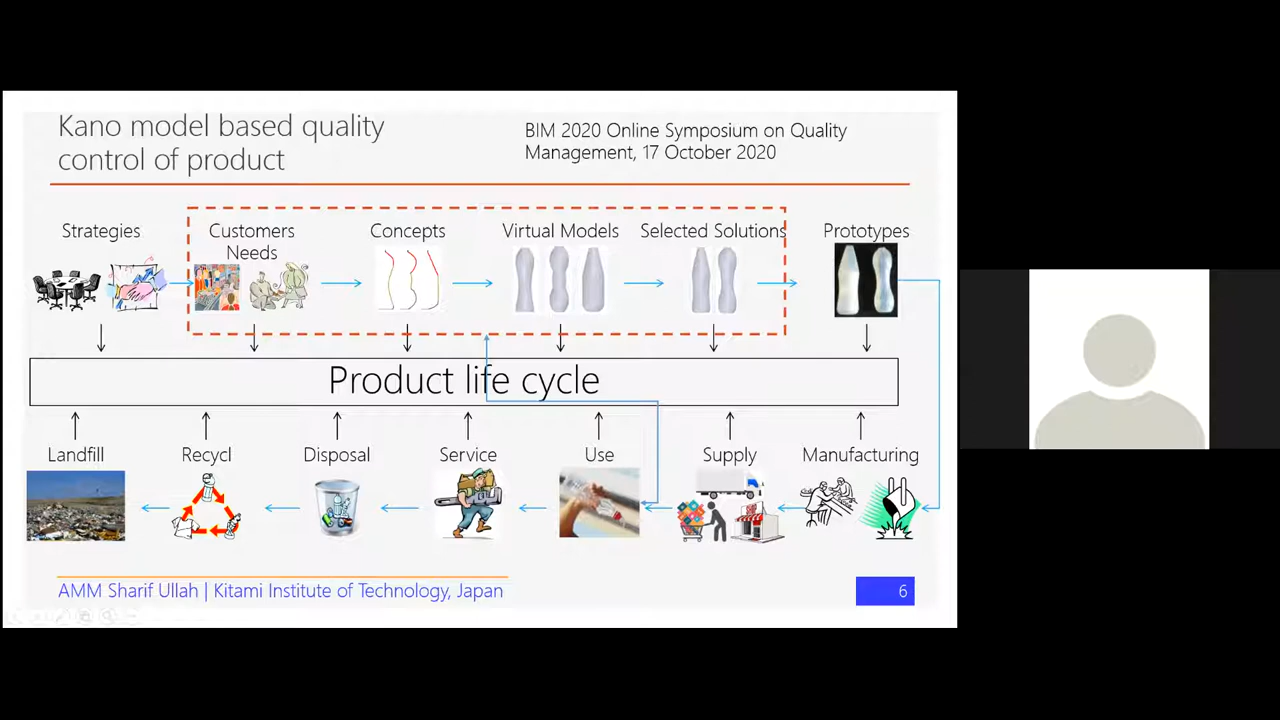 Kano model based quality
control of product
BIM 2020 Online Symposium on Quality
Management, 17 October 2020
Strategies
Customers
Needs
Concepts
Virtual Models
Selected Solutions
Prototypes
Product life cycle
Landfill
Recycl
Disposal
Service
Use
Supply
Manufacturing
AMM Sharif Ullah | Kitami Institute of Technology, Japan
6